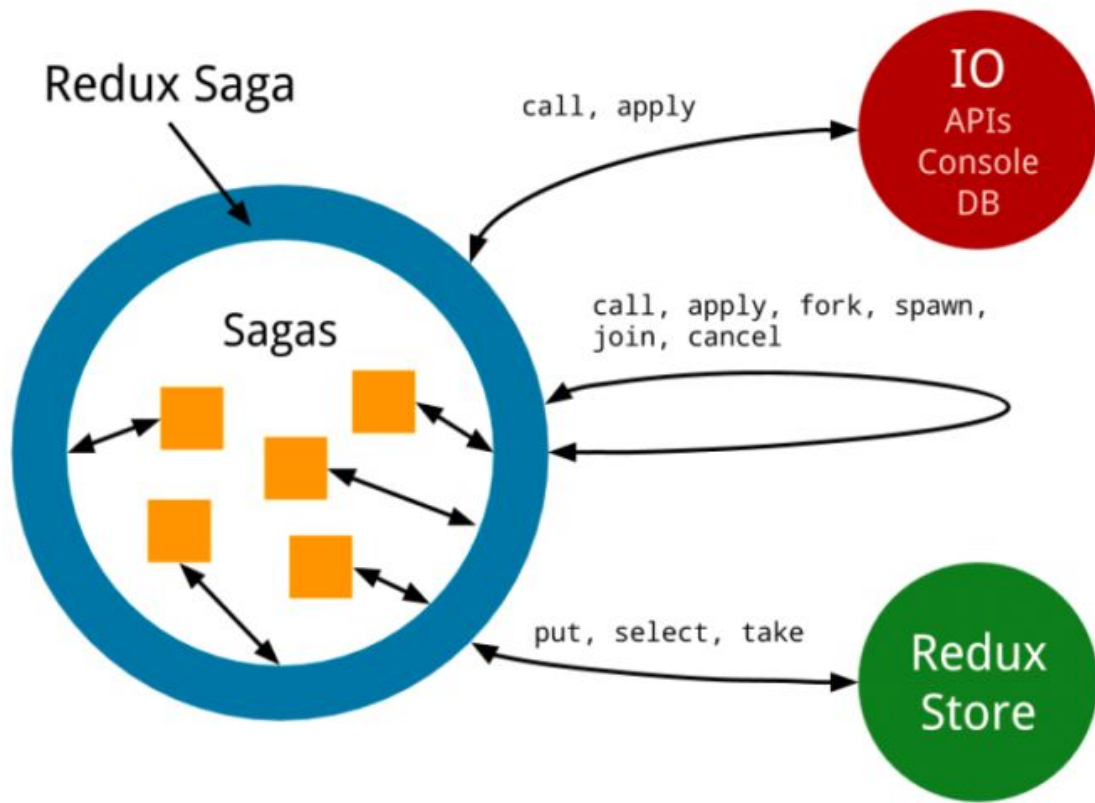 Redux Saga
call, apply
IO
APIs
Console
DB
call, apply, fork, spawn,
join, cancel
Sagas
put, select, take
Redux
Store